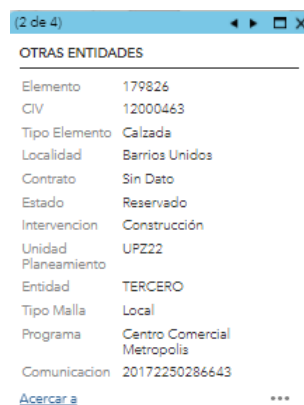 (2 de 4)
OTRAS ENTIDADES
Elemento 179826
CIV 12000463
Tipo Elemento Calzada
Localidad Barrios Unidos
Contrato Sin Dato
Estado Reservado
Intervencion Construcción
Unidad UPZ22
Planeamiento
Entidad TERCERO
Tipo Malla Local
Programa Centro Comercial
Metropolis
Comunicacion 20172250286643
Acercar a